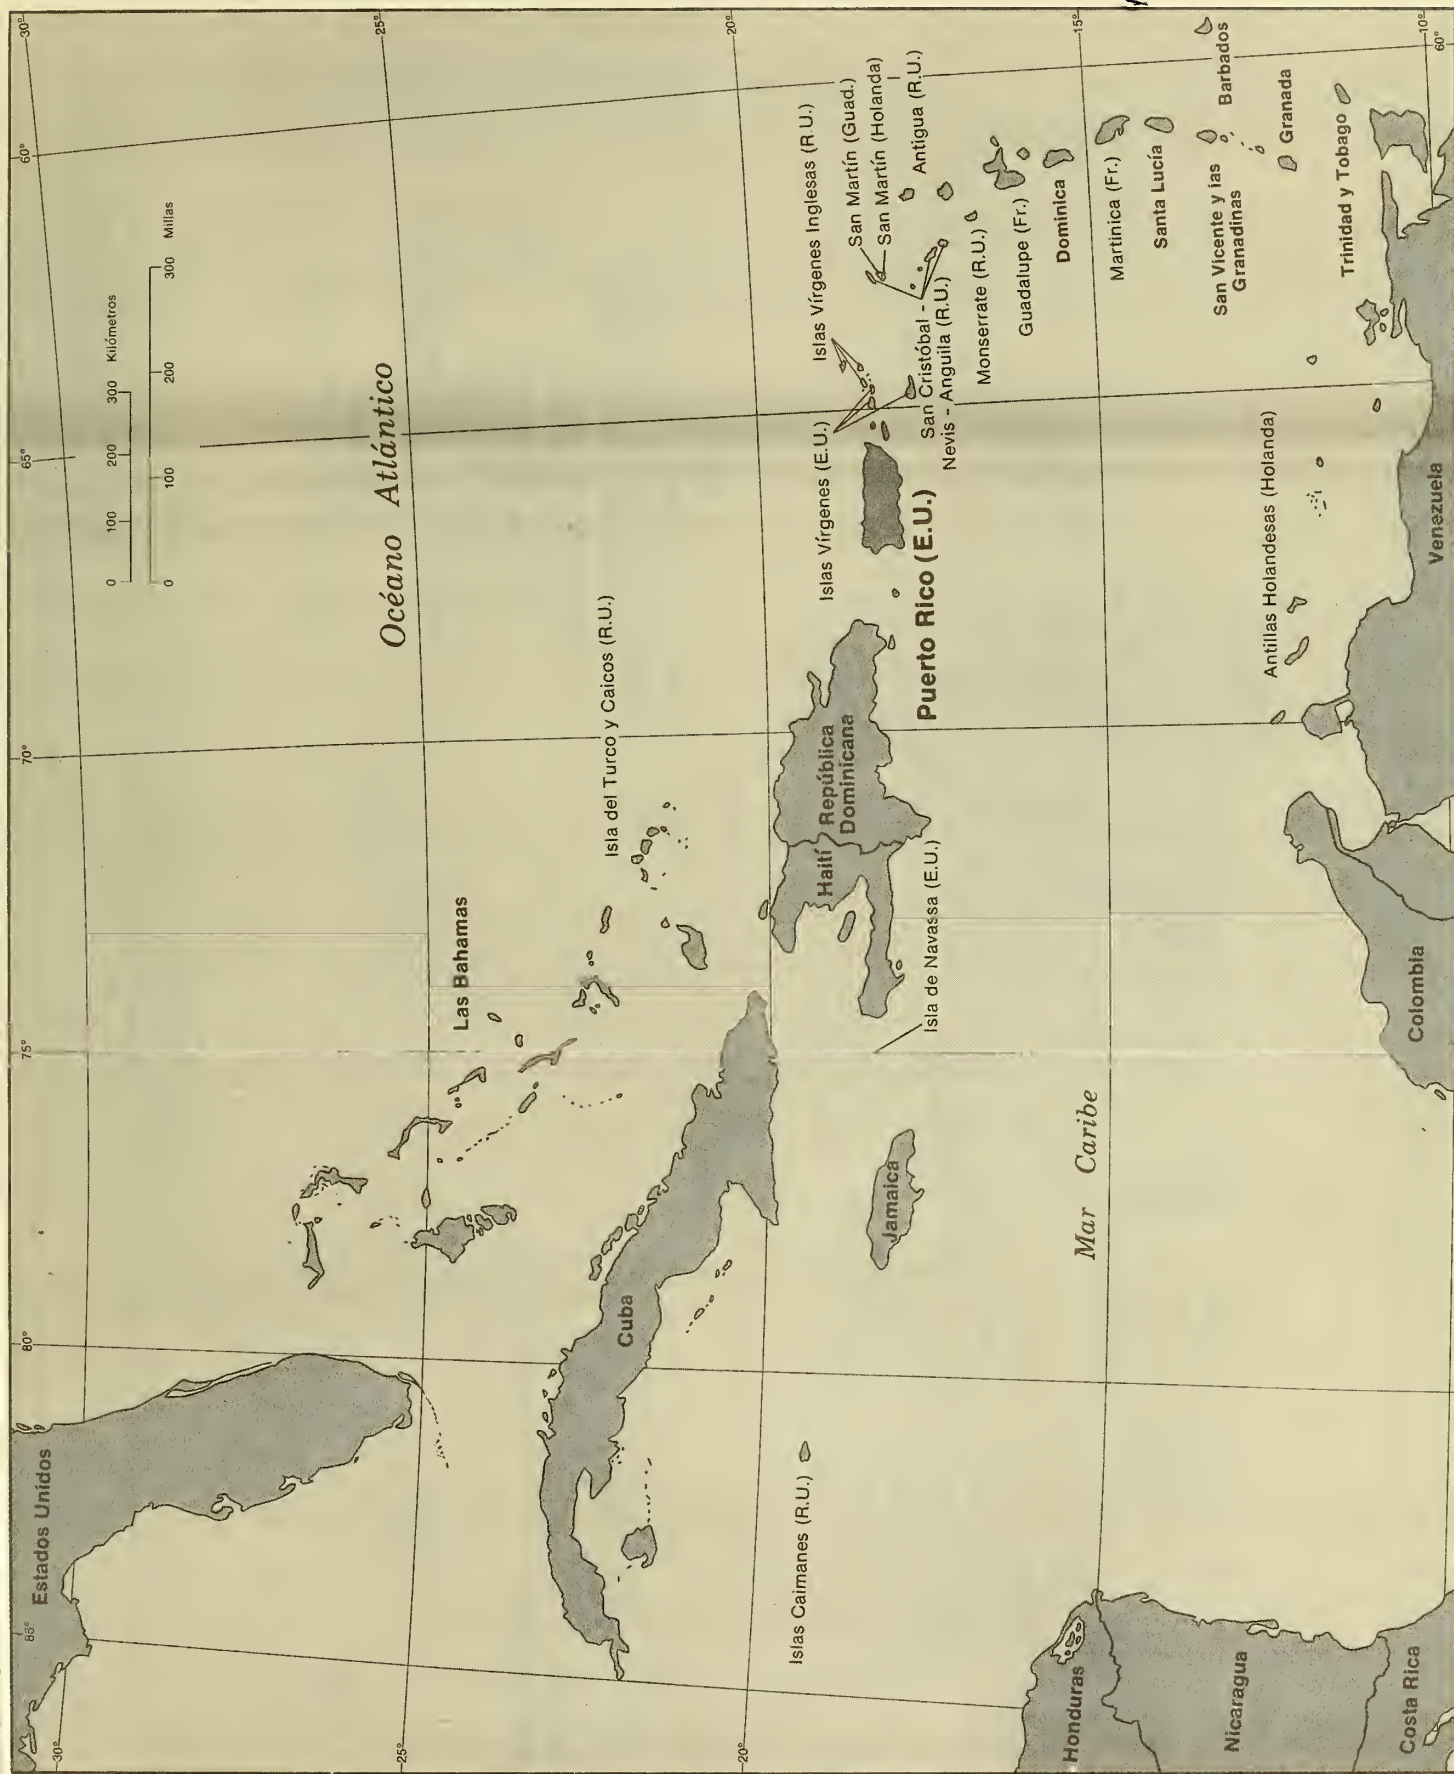 30°
25°
20°
15°
10°
60°
65°
70°
75°
80°
85°
60°
30°
25°
20°
0 100 200 300 Kilómetros
0 100 200 300 Millas
Océano Atlántico
Estados Unidos
Las Bahamas
Isla del Turco y Caicos (R.U.)
Cuba
Islas Caimanes (R.U.)
Jamaica
Isla de Navassa (E.U.)
Haití
República
Dominicana
Puerto Rico (E.U.)
Islas Vírgenes (E.U.)
Islas Vírgenes Inglesas (R.U.)
San Martín (Guad.)
San Martín (Holanda)
Antigua (R.U.)
San Cristóbal -
Nevis - Anguila (R.U.)
Monserrate (R.U.)
Guadalupe (Fr.)
Dominica
Martinica (Fr.)
Santa Lucía
San Vicente y las
Granadinas
Barbados
Granada
Trinidad y Tobago
Antillas Holandesas (Holanda)
Mar Caribe
Honduras
Nicaragua
Costa Rica
Colombia
Venezuela